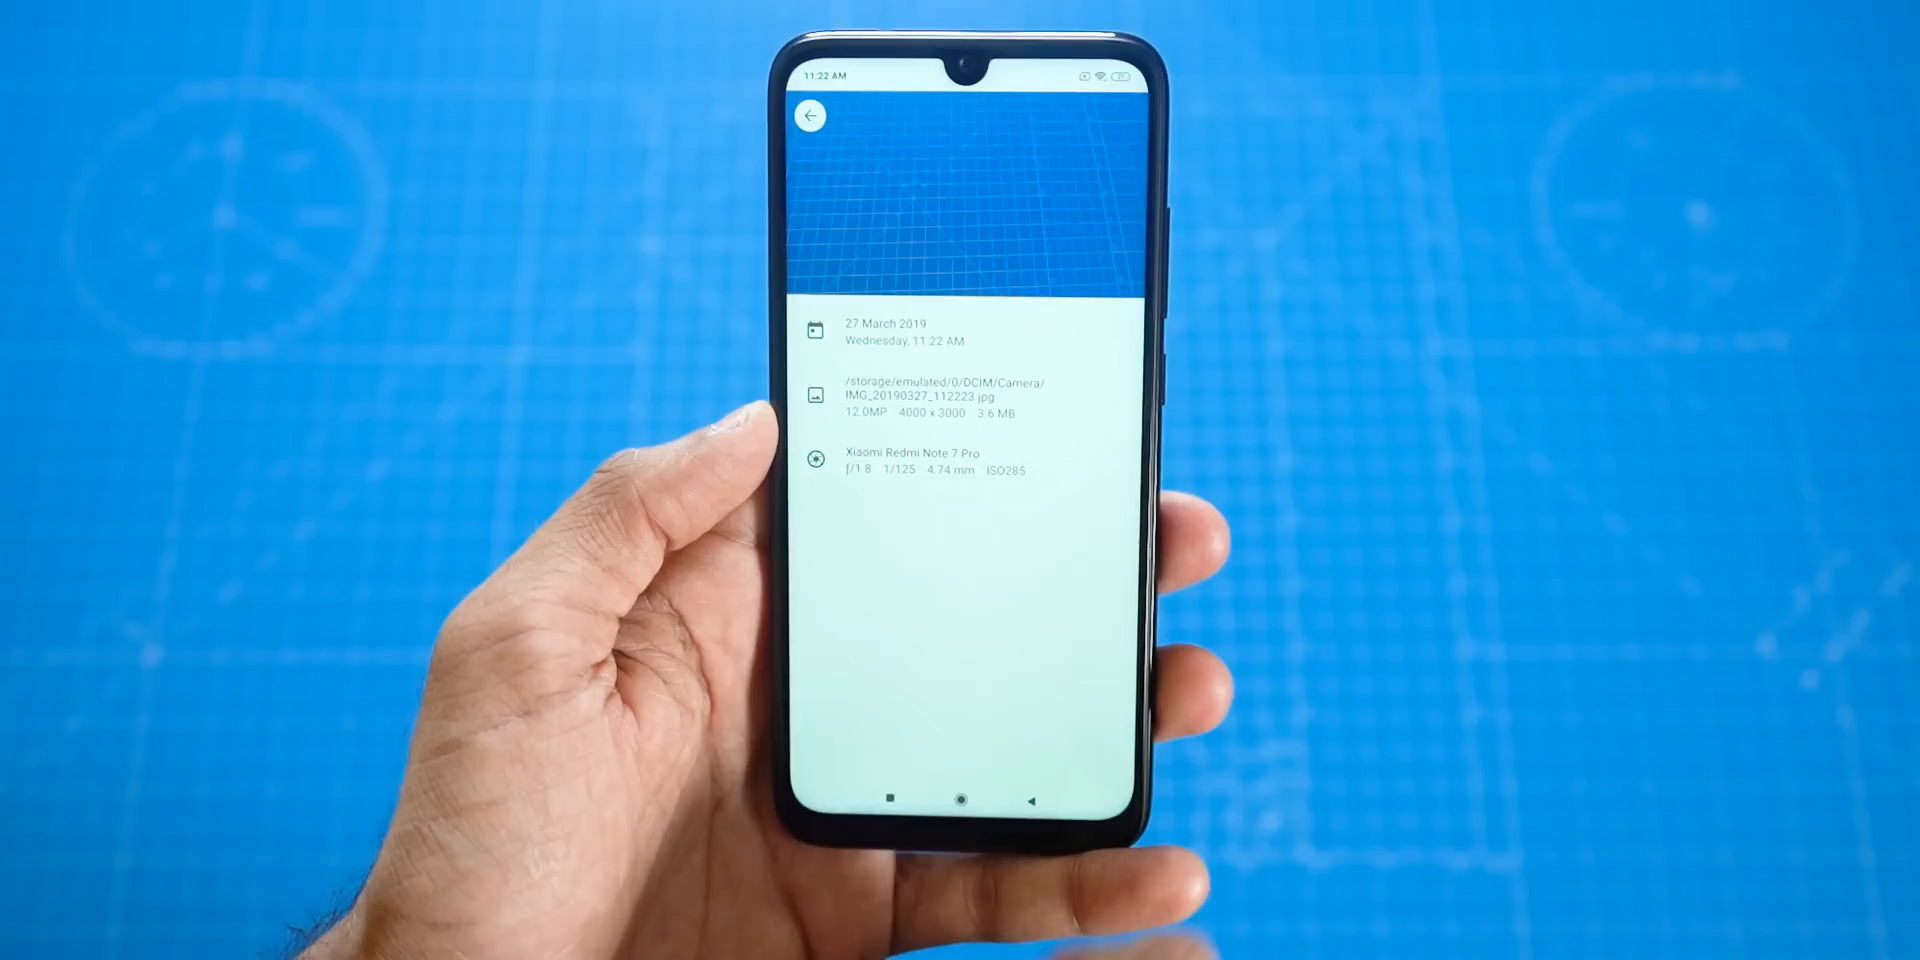 11:22 AM
27 March 2019
Wednesday, 11:22 AM
/storage/emulated/0/DCIM/Camera/
IMG_20190327_112223.jpg
12.0MP 4000 x 3000 3.6 MB
Xiaomi Redmi Note 7 Pro
ƒ/1.8 1/125 4.74 mm ISO285